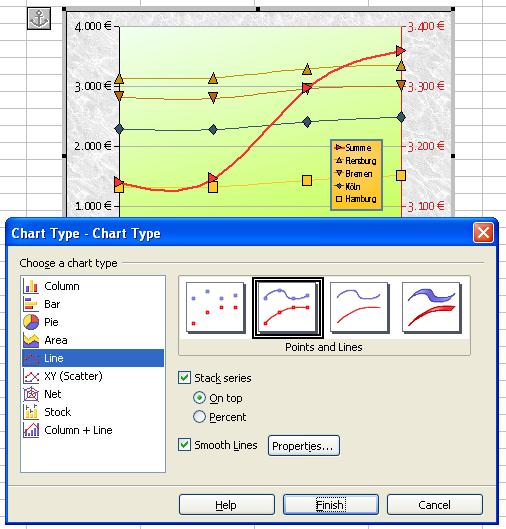 4.000 €
3.400 €
3.000 €
3.300 €
2.000 €
3.200 €
1.000 €
3.100 €
Summe
Flensburg
Bremen
Köln
Hamburg
Chart Type - Chart Type
Choose a chart type
Column
Bar
Pie
Area
Line
XY (Scatter)
Net
Stock
Column + Line
Points and Lines
Stack series
On top
Percent
Smooth Lines
Properties...
Help
Finish
Cancel